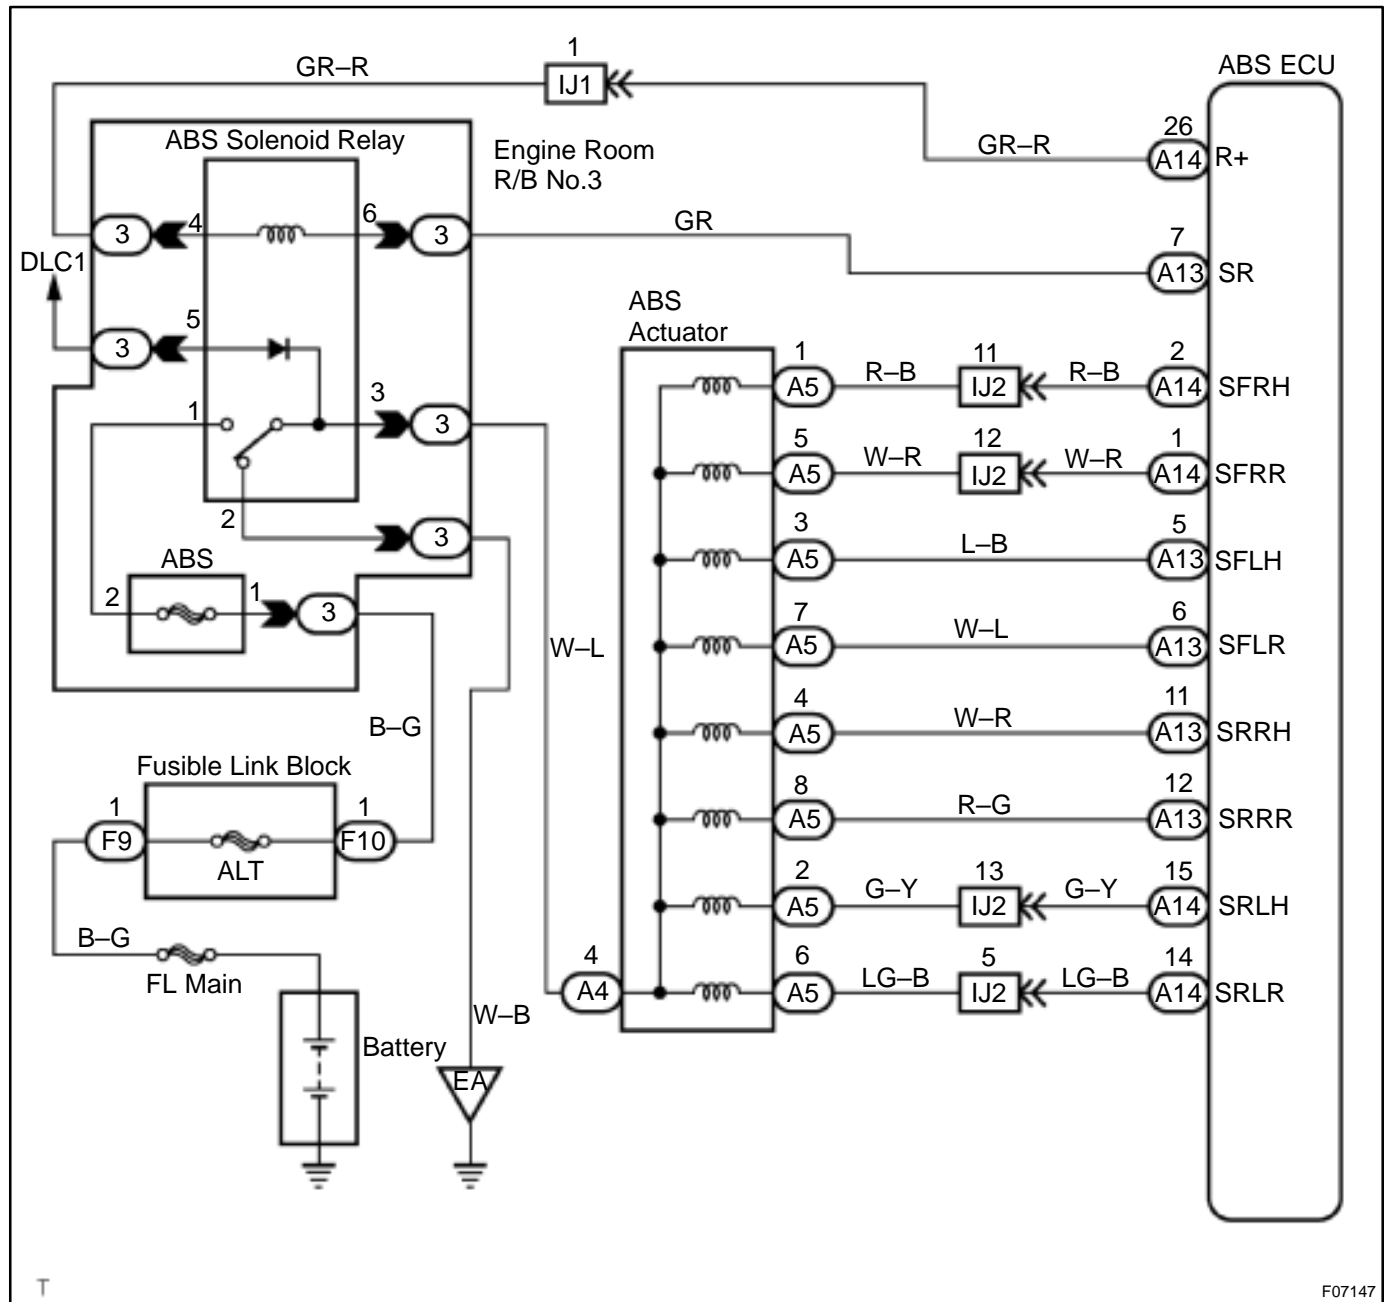 1
GR–R
IJ1
ABS ECU
ABS Solenoid Relay
Engine Room
R/B No.3
GR–R
26
A14
R+
3
4
6
3
GR
7
A13
SR
DLC1
3
5
ABS
Actuator
1
A5
R–B
11
IJ2
R–B
2
A14
SFRH
1
3
3
5
A5
W–R
12
IJ2
W–R
1
A14
SFRR
2
3
3
A5
L–B
5
A13
SFLH
ABS
2
1
3
W–L
7
A5
W–L
6
A13
SFLR
B–G
4
A5
W–R
11
A13
SRRH
Fusible Link Block
1
F9
ALT
1
F10
8
A5
R–G
12
A13
SRRR
2
A5
G–Y
13
IJ2
G–Y
15
A14
SRLH
B–G
FL Main
4
A4
6
A5
LG–B
5
IJ2
LG–B
14
A14
SRLR
W–B
Battery
EA
T
F07147